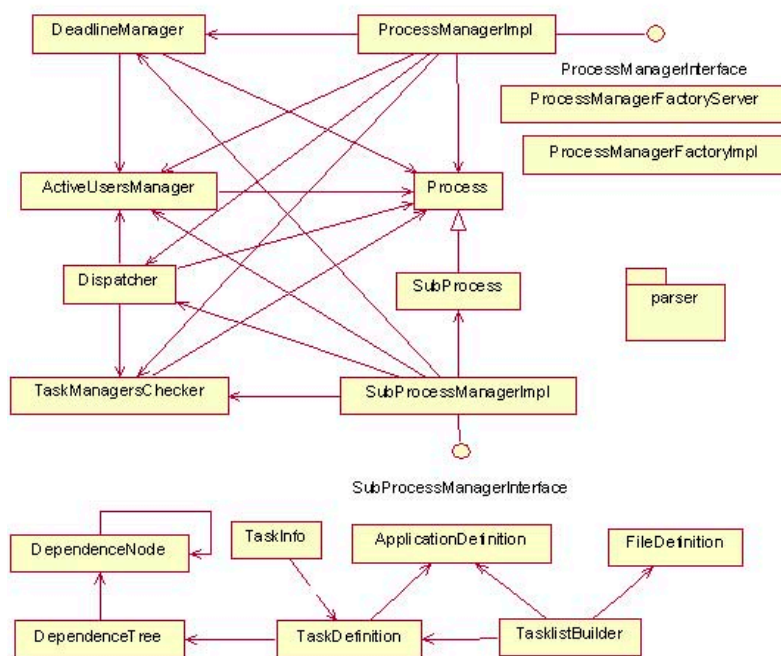 DeadlineManager
ProcessManagerImpl
ProcessManagerInterface
ProcessManagerFactoryServer
ProcessManagerFactoryImpl
ActiveUsersManager
Process
Dispatcher
SubProcess
parser
TaskManagersChecker
SubProcessManagerImpl
SubProcessManagerInterface
DependenceNode
TaskInfo
ApplicationDefinition
FileDefinition
DependenceTree
TaskDefinition
TasklistBuilder